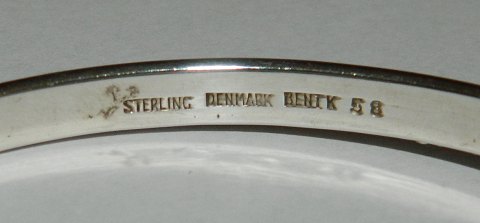 STERLING DENMARK BENTK 58